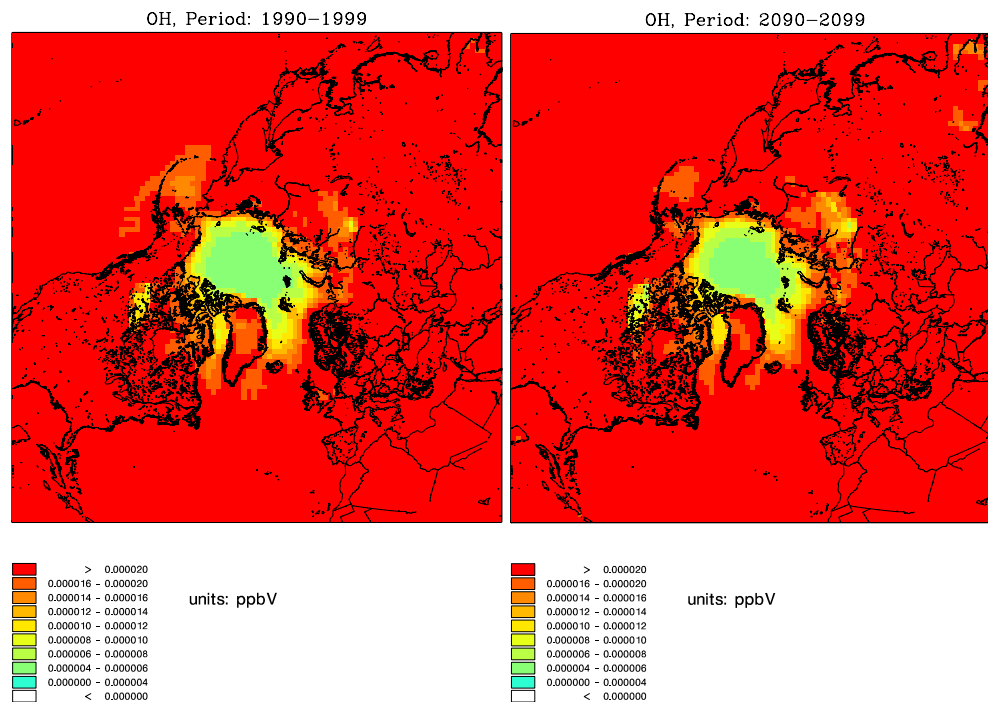 OH, Period: 1990-1999
> 0.000020
0.000016 - 0.000020
0.000014 - 0.000016
0.000012 - 0.000014
0.000010 - 0.000012
0.000008 - 0.000010
0.000006 - 0.000008
0.000004 - 0.000006
0.000000 - 0.000004
< 0.000000
units: ppbV
OH, Period: 2090-2099
> 0.000020
0.000016 - 0.000020
0.000014 - 0.000016
0.000012 - 0.000014
0.000010 - 0.000012
0.000008 - 0.000010
0.000006 - 0.000008
0.000004 - 0.000006
0.000000 - 0.000004
< 0.000000
units: ppbV